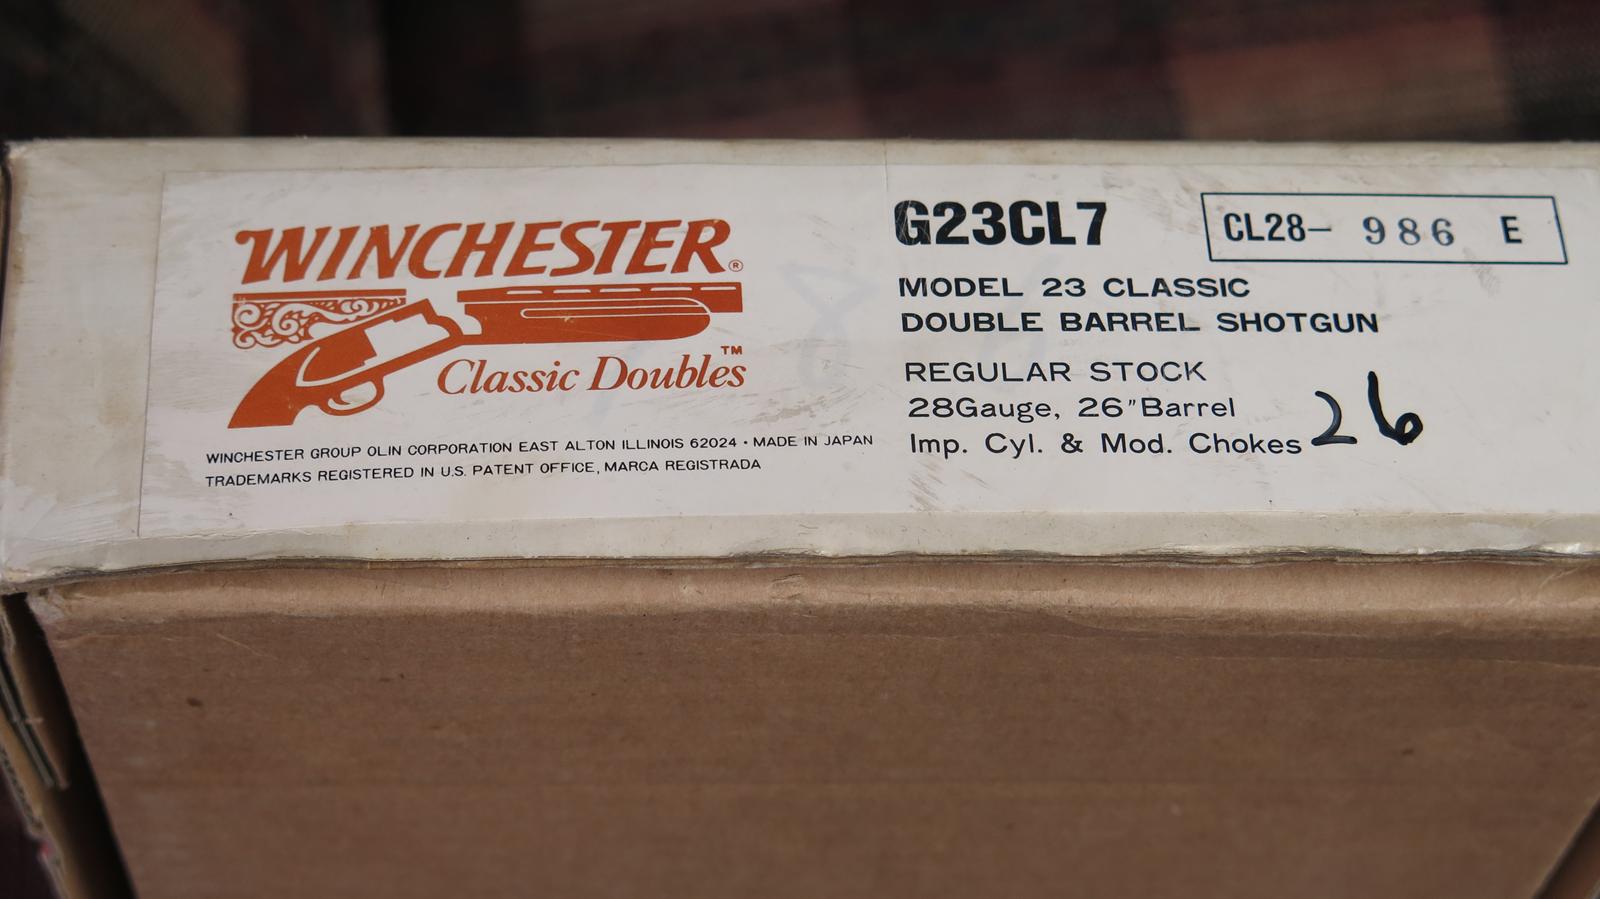 WINCHESTER®
Classic Doubles™
WINCHESTER GROUP OLIN CORPORATION EAST ALTON ILLINOIS 62024 • MADE IN JAPAN
TRADEMARKS REGISTERED IN U.S. PATENT OFFICE, MARCA REGISTRADA
G23CL7
CL28– 986 E
MODEL 23 CLASSIC
DOUBLE BARREL SHOTGUN
REGULAR STOCK
28Gauge, 26″Barrel
Imp. Cyl. & Mod. Chokes
26